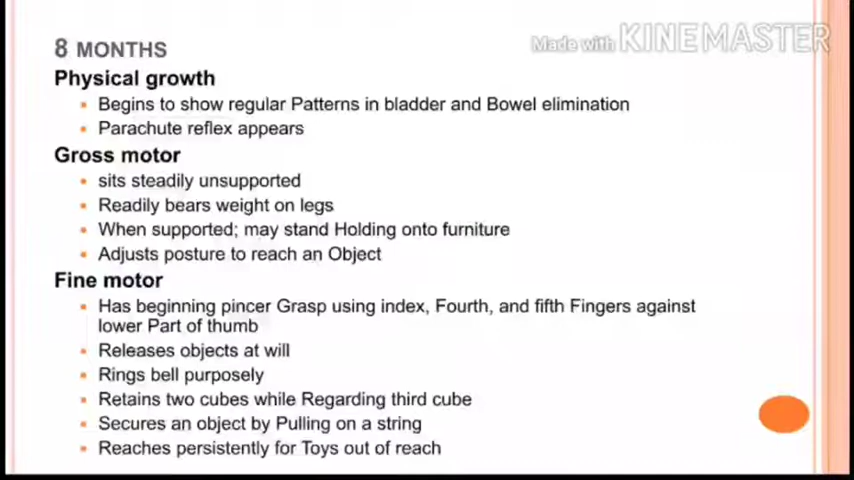 8 MONTHS
Made with KINEMASTER
Physical growth
Begins to show regular Patterns in bladder and Bowel elimination
Parachute reflex appears
Gross motor
sits steadily unsupported
Readily bears weight on legs
When supported; may stand Holding onto furniture
Adjusts posture to reach an Object
Fine motor
Has beginning pincer Grasp using index, Fourth, and fifth Fingers against
lower Part of thumb
Releases objects at will
Rings bell purposely
Retains two cubes while Regarding third cube
Secures an object by Pulling on a string
Reaches persistently for Toys out of reach